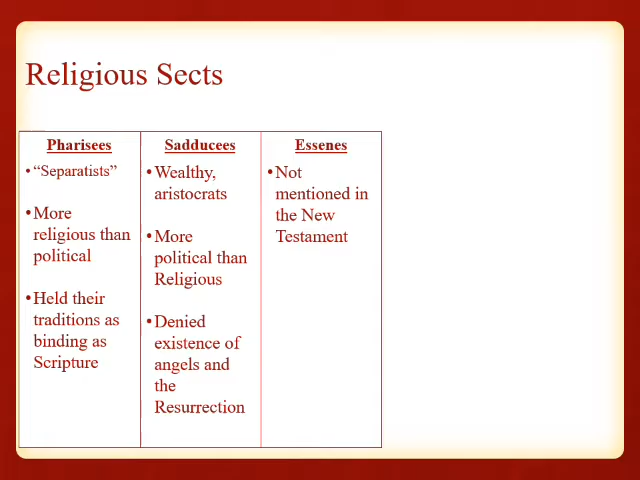 Religious Sects
Pharisees
• "Separatists"
• More
religious than
political
• Held their
traditions as
binding as
Scripture
Sadducees
• Wealthy,
aristocrats
• More
political than
Religious
• Denied
existence of
angels and
the
Resurrection
Essenes
• Not
mentioned in
the New
Testament